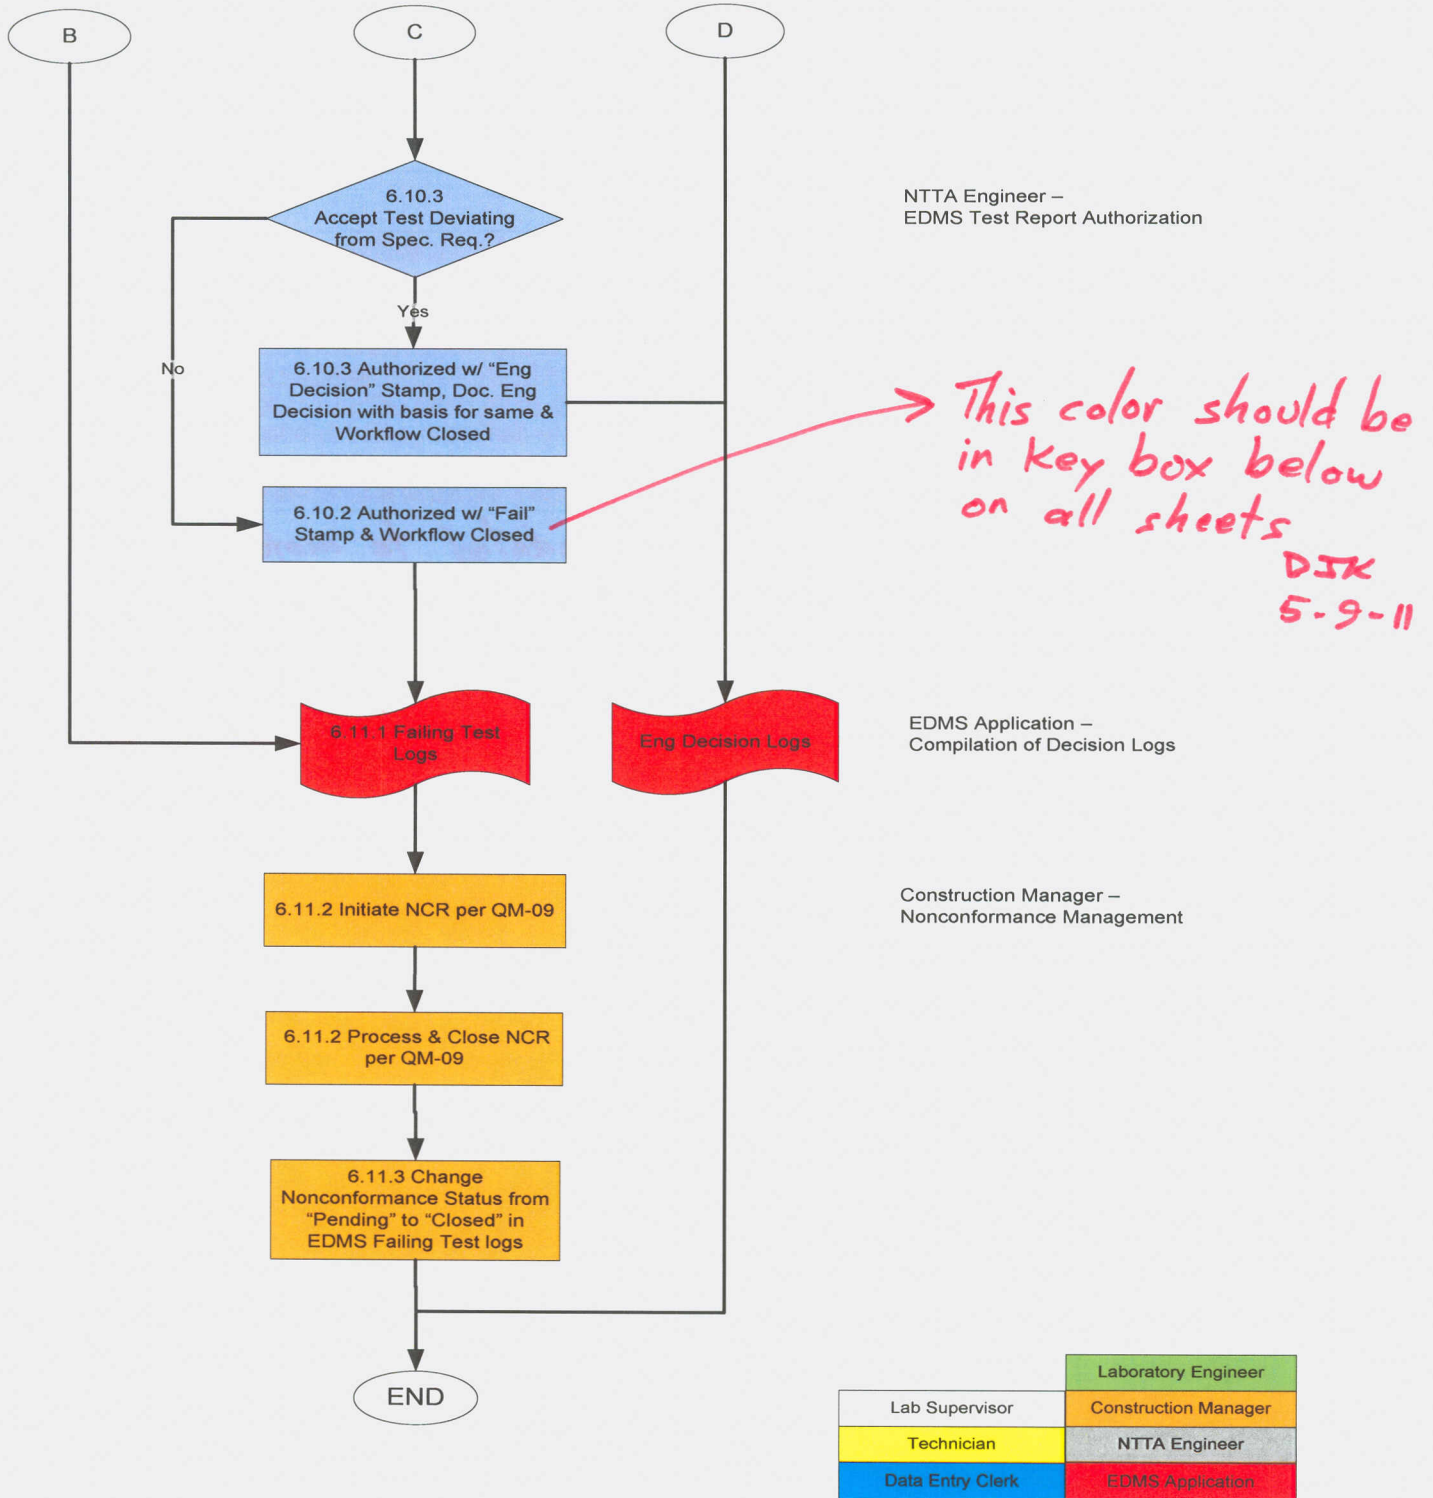 B
C
D
6.10.3
Accept Test Deviating
from Spec. Req.?
NTTA Engineer –
EDMS Test Report Authorization
Yes
No
6.10.3 Authorized w/ “Eng
Decision” Stamp, Doc. Eng
Decision with basis for same &
Workflow Closed
This color should be
in key box below
on all sheets
DJK
5-9-11
6.10.2 Authorized w/ “Fail”
Stamp & Workflow Closed
6.11.1 Failing Test
Logs
Eng Decision Logs
EDMS Application –
Compilation of Decision Logs
6.11.2 Initiate NCR per QM-09
Construction Manager –
Nonconformance Management
6.11.2 Process & Close NCR
per QM-09
6.11.3 Change
Nonconformance Status from
“Pending” to “Closed” in
EDMS Failing Test logs
END
Laboratory Engineer
Lab Supervisor
Construction Manager
Technician
NTTA Engineer
Data Entry Clerk
EDMS Application